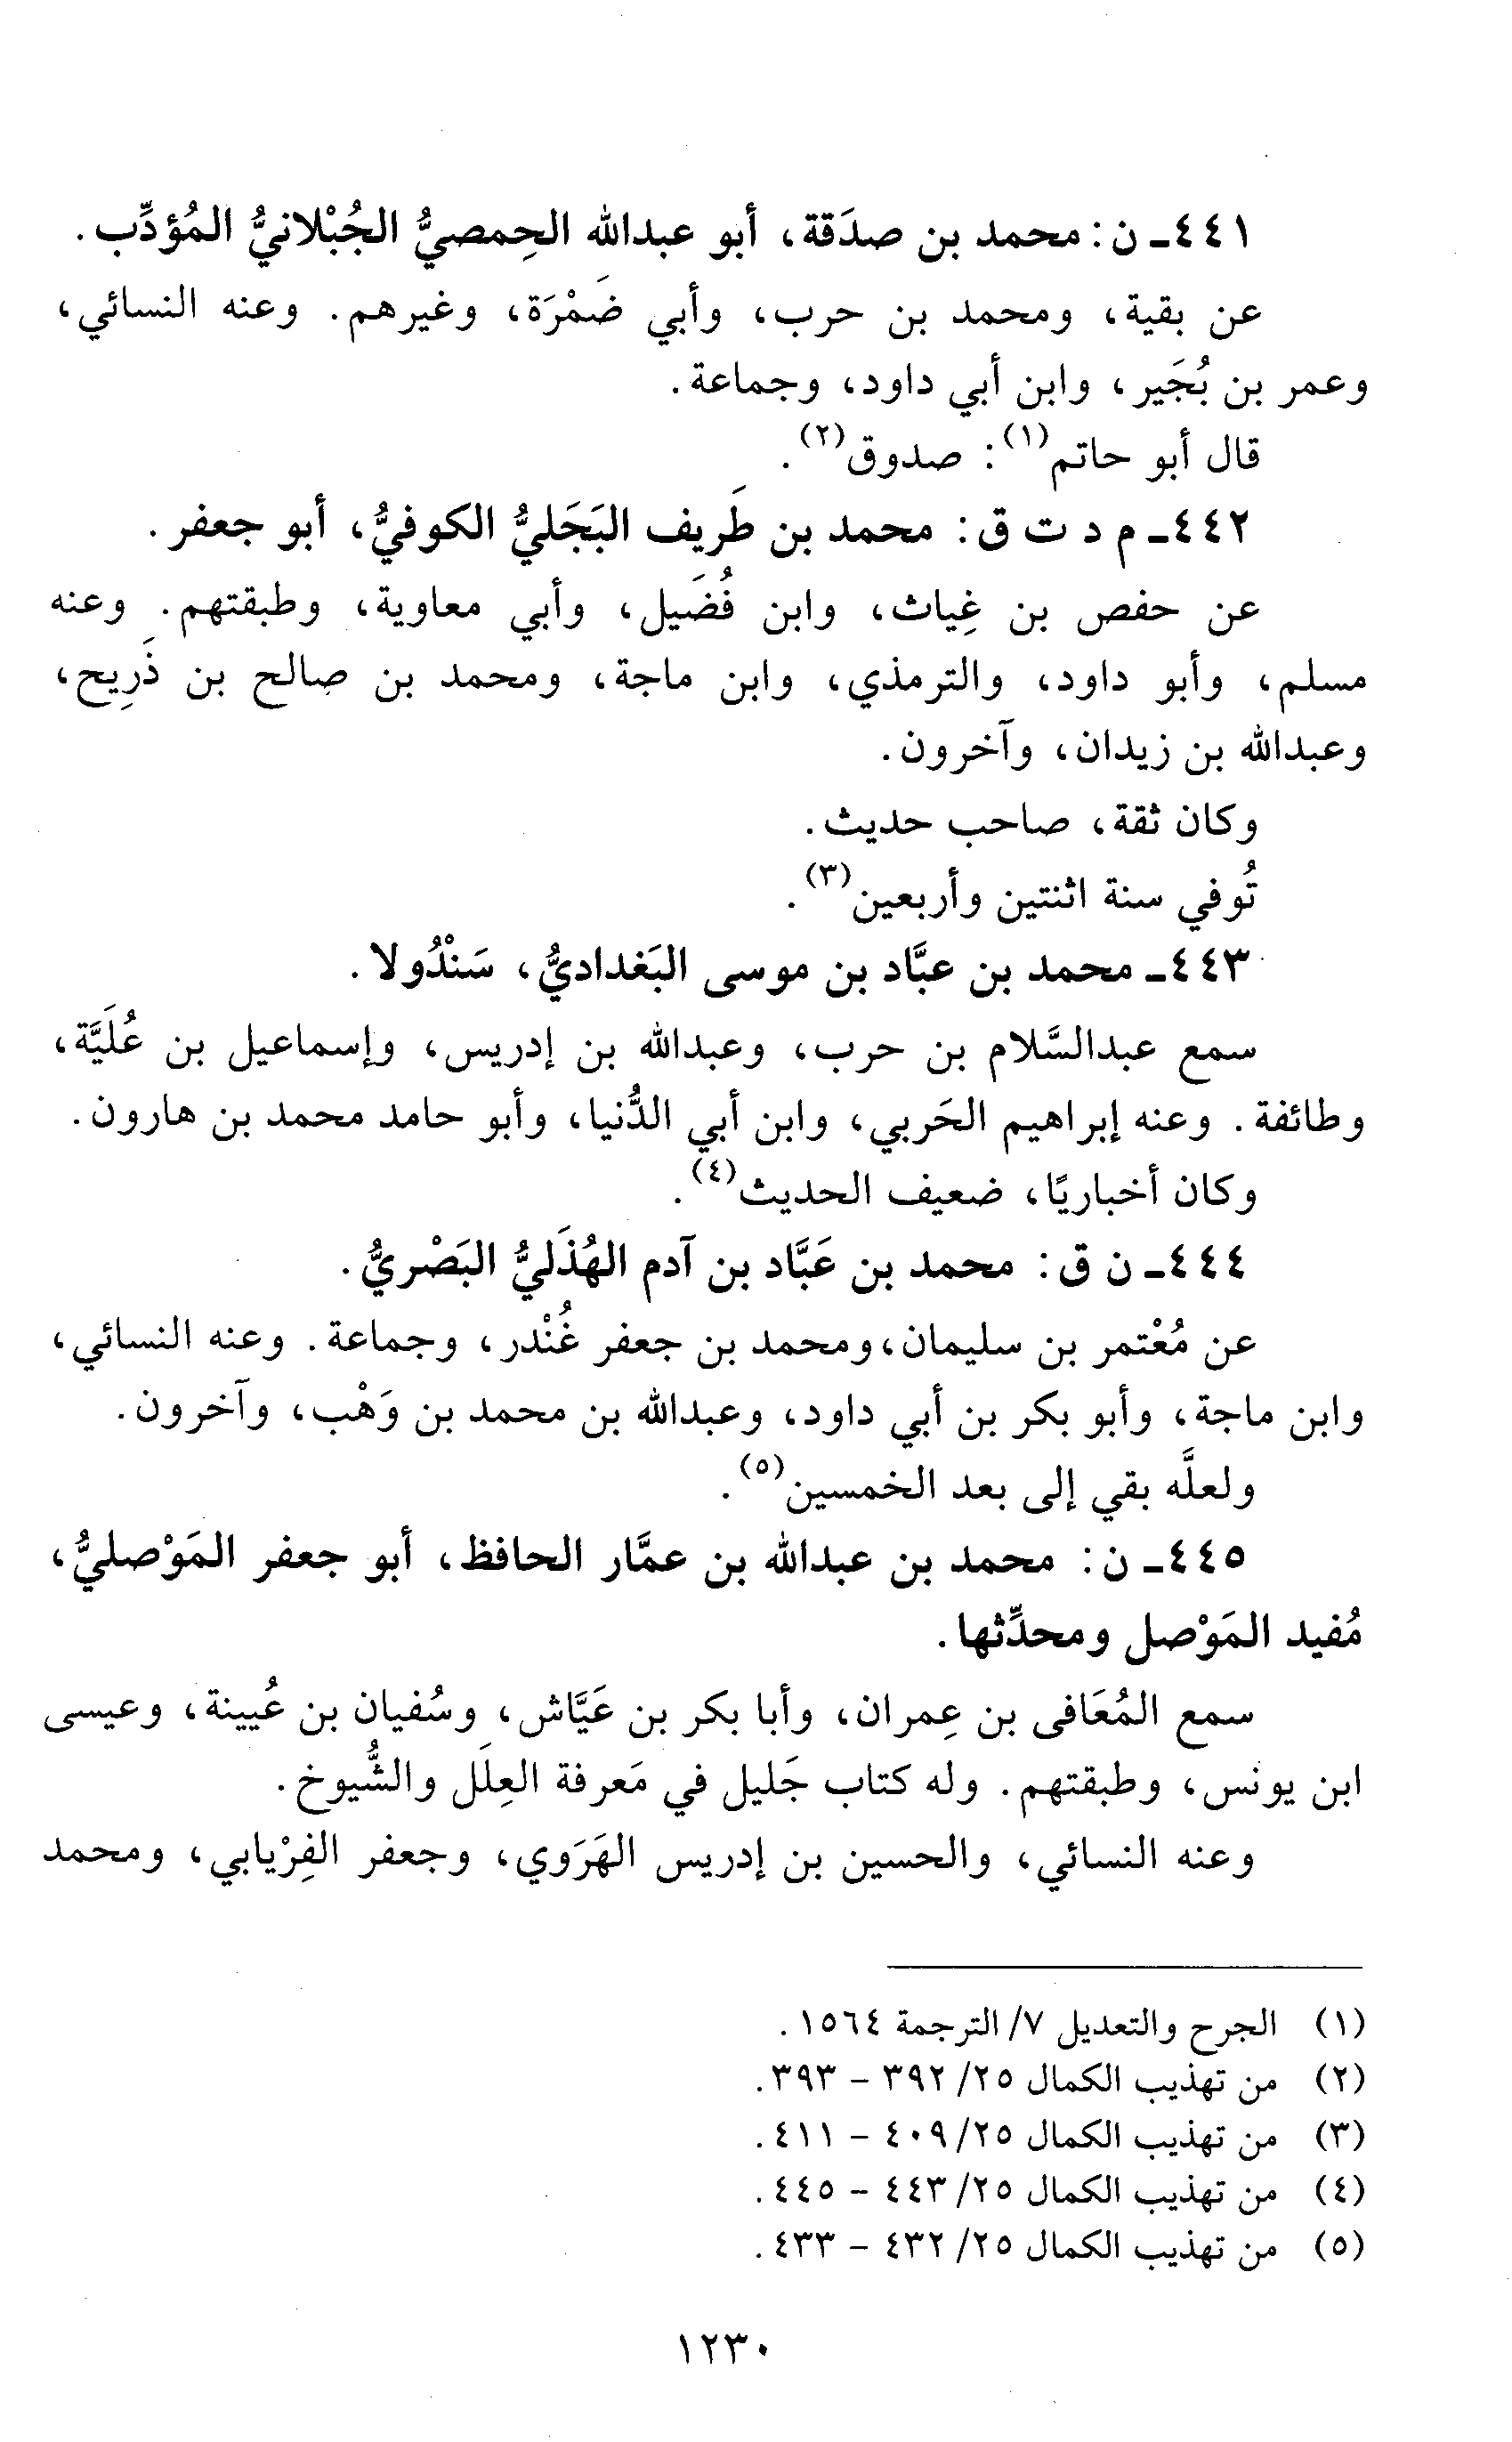 ٤٤١ـ ن: محمد بن صدَقة، أبو عبدالله الحِمصيُّ الجُبْلانيُّ المُؤدِّب.
عن بقية، ومحمد بن حرب، وأبي ضَمْرَة، وغيرهم. وعنه النسائي،
وعمر بن بُجَير، وابن أبي داود، وجماعة.
قال أبو حاتم(١): صدوق(٢).
٤٤٢ـ م د ت ق: محمد بن طَريف البَجَليُّ الكوفيُّ، أبو جعفر.
عن حفص بن غِياث، وابن فُضَيل، وأبي معاوية، وطبقتهم. وعنه
مسلم، وأبو داود، والترمذي، وابن ماجة، ومحمد بن صالح بن ذَرِيح،
وعبدالله بن زيدان، وآخرون.
وكان ثقة، صاحب حديث.
تُوفي سنة اثنتين وأربعين(٣).
٤٤٣ـ محمد بن عبَّاد بن موسى البَغداديُّ، سَنْدُولا.
سمع عبدالسَّلام بن حرب، وعبدالله بن إدريس، وإسماعيل بن عُلَيَّة،
وطائفة. وعنه إبراهيم الحَربي، وابن أبي الدُّنيا، وأبو حامد محمد بن هارون.
وكان أخباريًا، ضعيف الحديث(٤).
٤٤٤ـ ن ق: محمد بن عَبَّاد بن آدم الهُذَليُّ البَصْريُّ.
عن مُعْتمر بن سليمان،ومحمد بن جعفر غُنْدر، وجماعة. وعنه النسائي،
وابن ماجة، وأبو بكر بن أبي داود، وعبدالله بن محمد بن وَهْب، وآخرون.
ولعلَّه بقي إلى بعد الخمسين(٥).
٤٤٥ـ ن: محمد بن عبدالله بن عمَّار الحافظ، أبو جعفر المَوْصليُّ،
مُفيد المَوْصل ومحدِّثها.
سمع المُعَافى بن عِمران، وأبا بكر بن عَيَّاش، وسُفيان بن عُيينة، وعيسى
ابن يونس، وطبقتهم. وله كتاب جَليل في مَعرفة العِلَل والشُّيوخ.
وعنه النسائي، والحسين بن إدريس الهَرَوي، وجعفر الفِرْيابي، ومحمد
(١) الجرح والتعديل ٧/ الترجمة ١٥٦٤.
(٢) من تهذيب الكمال ٢٥/ ٣٩٢ - ٣٩٣.
(٣) من تهذيب الكمال ٢٥/ ٤٠٩ - ٤١١.
(٤) من تهذيب الكمال ٢٥/ ٤٤٣ - ٤٤٥.
(٥) من تهذيب الكمال ٢٥/ ٤٣٢ - ٤٣٣.
١٢٣٠